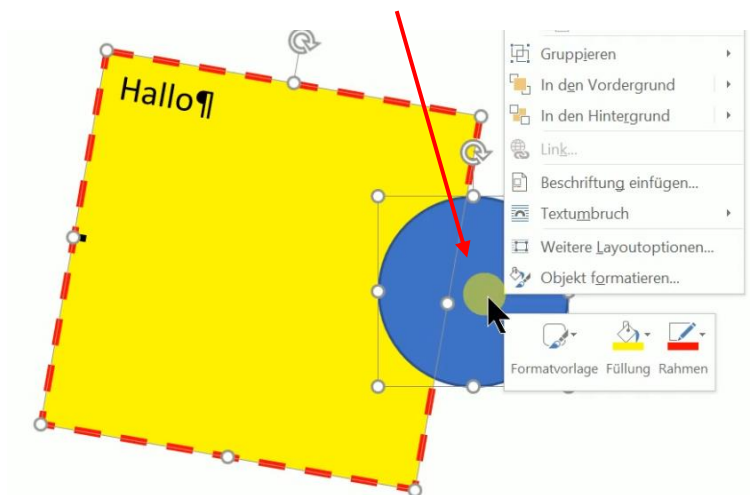 Hallo¶
Gruppieren
In den Vordergrund
In den Hintergrund
Link...
Beschriftung einfügen...
Textumbruch
Weitere Layoutoptionen...
Objekt formatieren...
Formatvorlage Füllung Rahmen